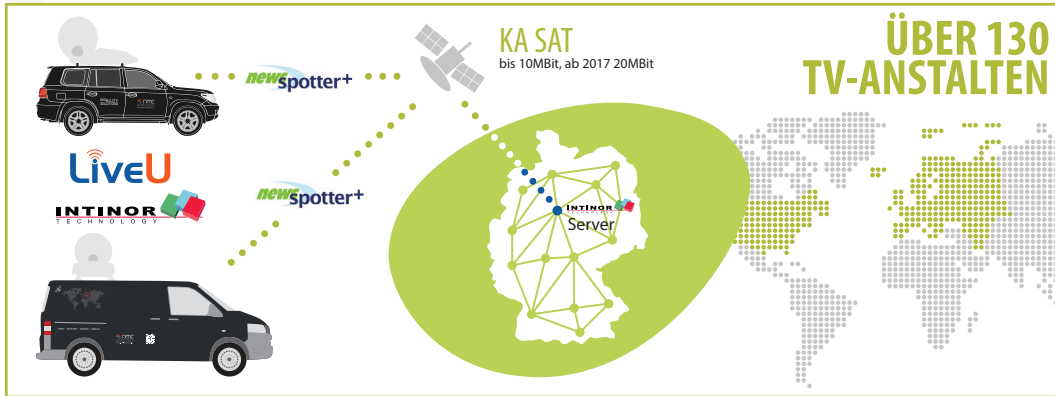 newsspotter+
KA SAT
bis 10MBit, ab 2017 20MBit
ÜBER 130
TV-ANSTALTEN
LiveU
INTINOR
TECHNOLOGY
newsspotter+
INTINOR
Server